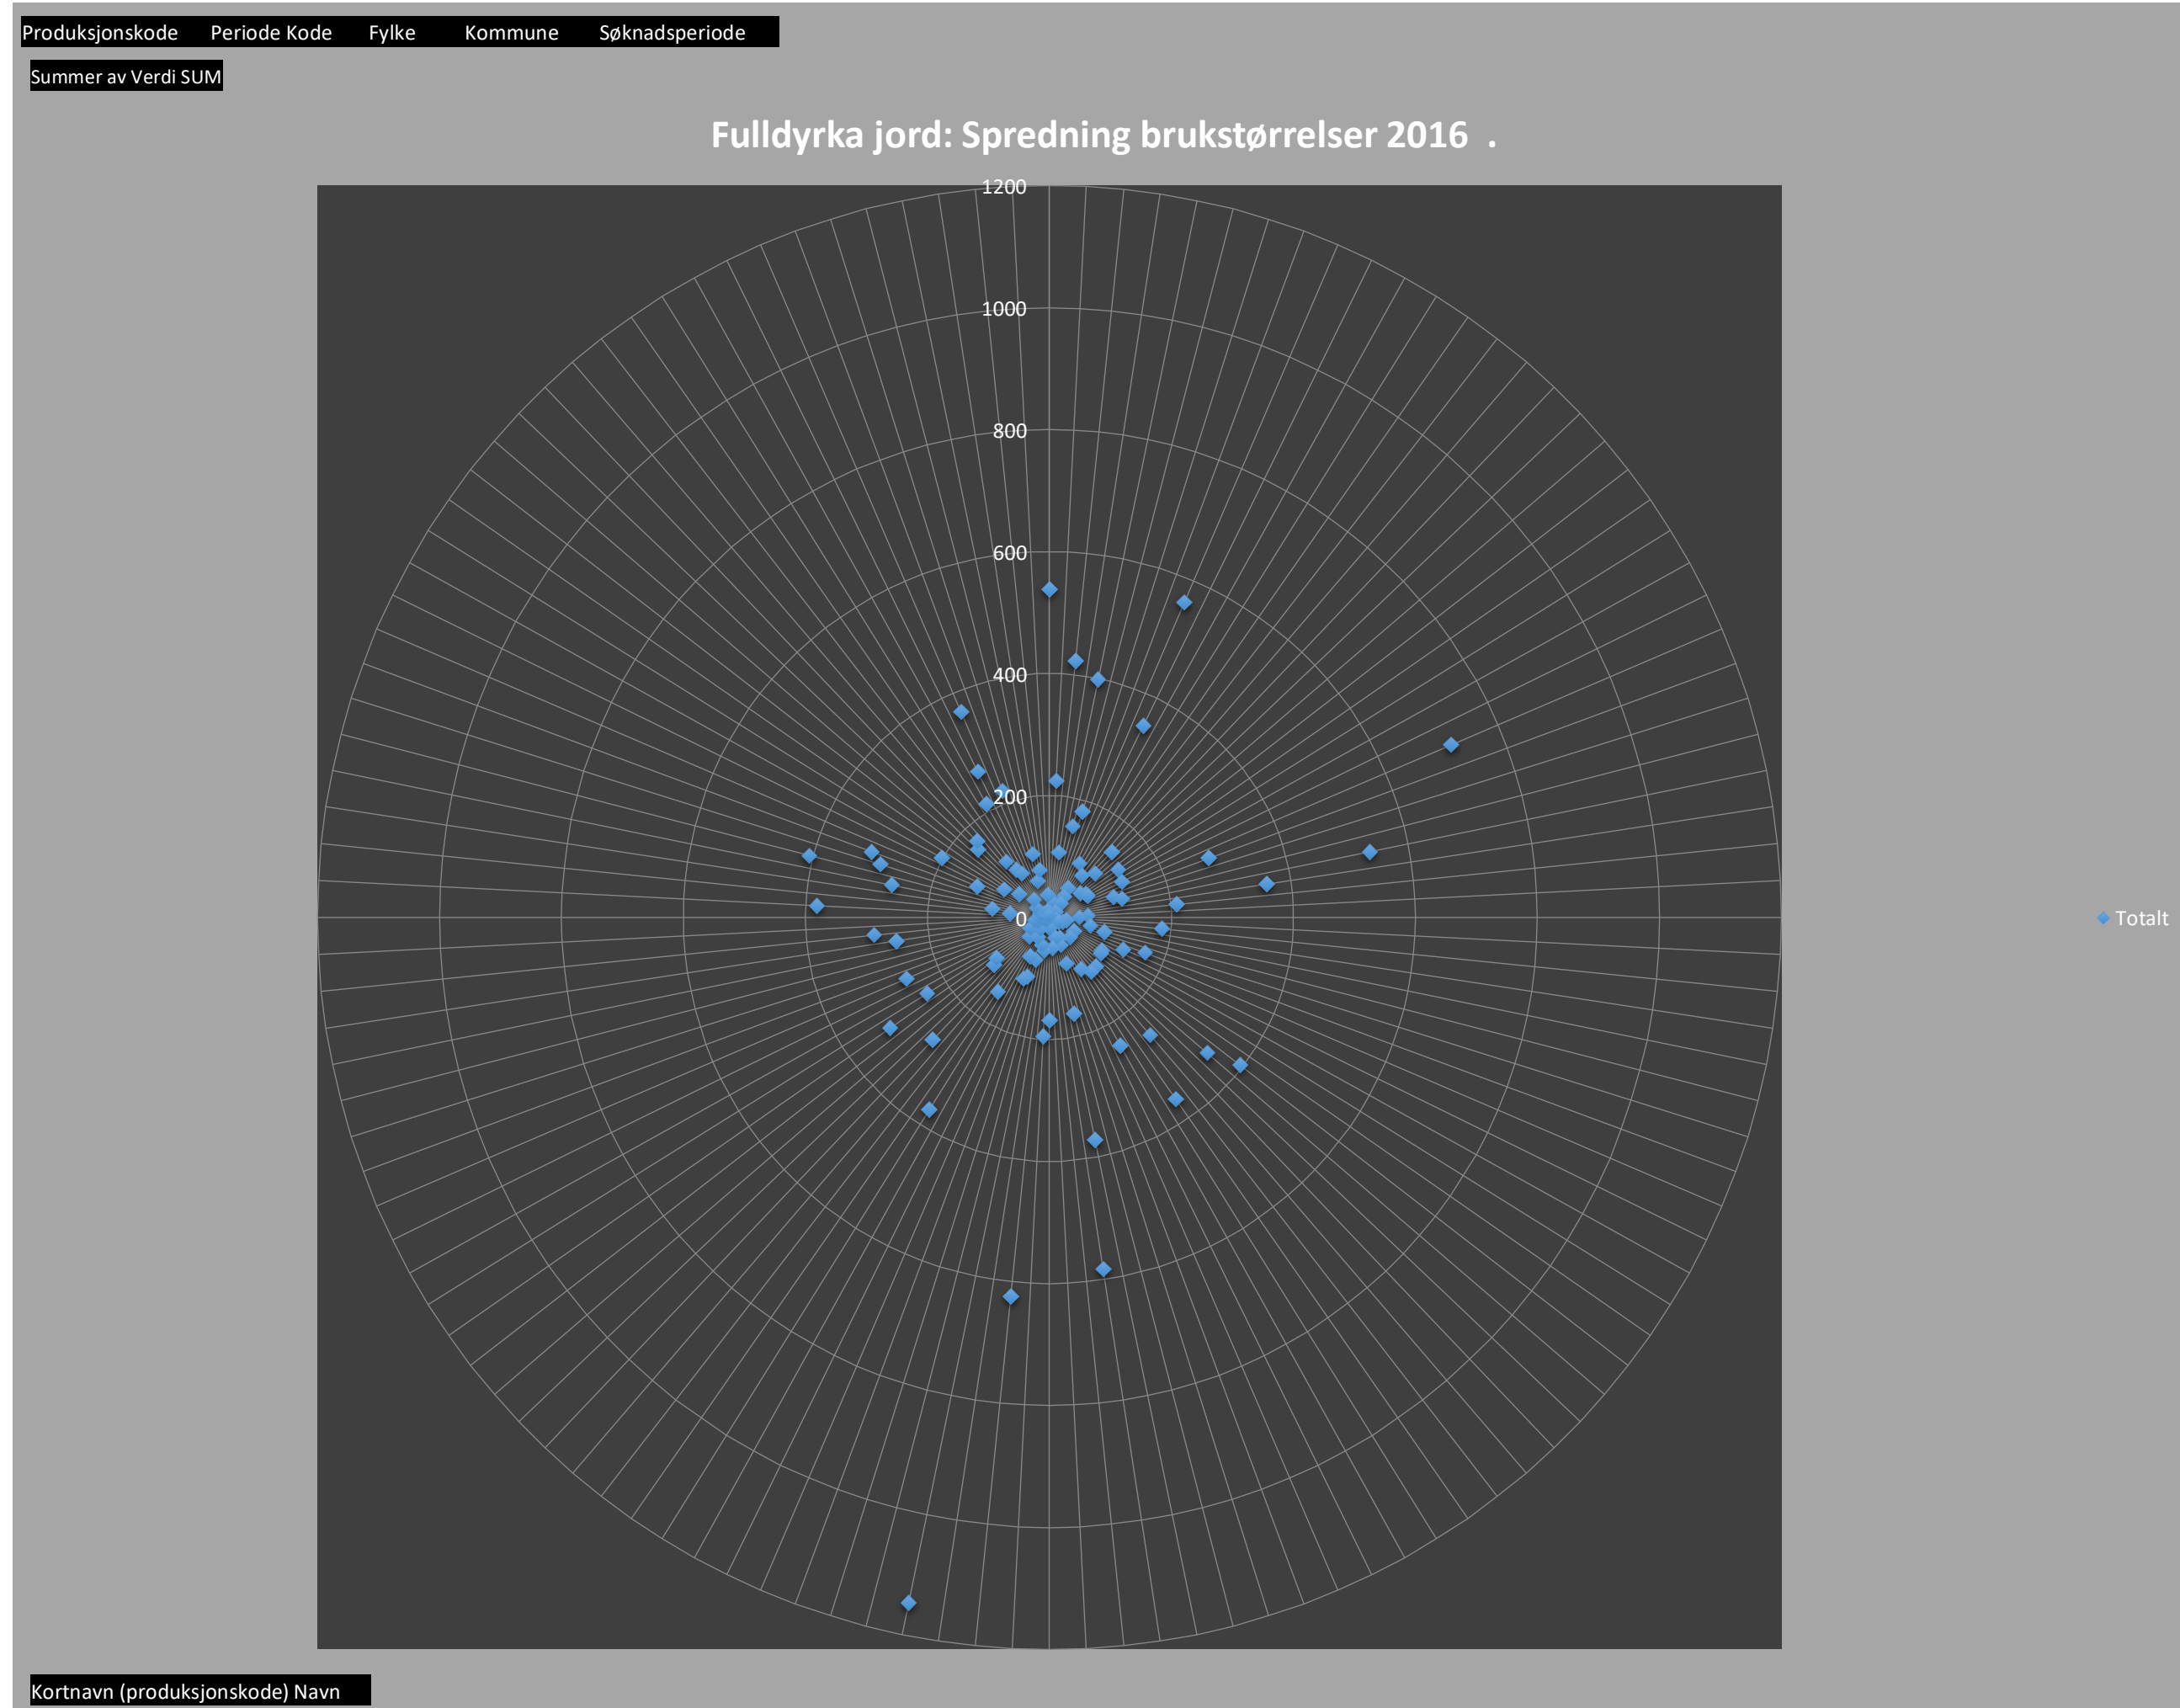 Produksjonskode Periode Kode Fylke Kommune Søknadsperiode
Summer av Verdi SUM
Fulldyrka jord: Spredning brukstørrelser 2016 .
1200
1000
800
600
400
200
0
Totalt
Kortnavn (produksjonskode) Navn